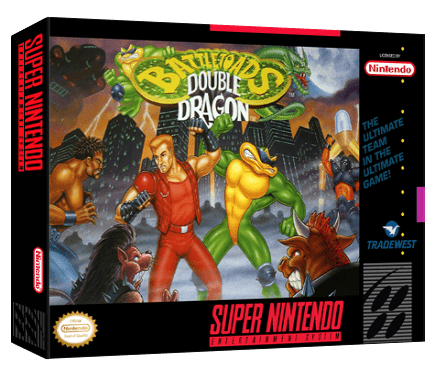 SUPER NINTENDO
ENTERTAINMENT SYSTEM
Nintendo
BATTLETOADS
DOUBLE
DRAGON
LICENSED BY
Nintendo
THE
ULTIMATE
TEAM
IN THE
ULTIMATE
GAME!
TRADEWEST
Nintendo
SUPER NINTENDO
ENTERTAINMENT SYSTEM